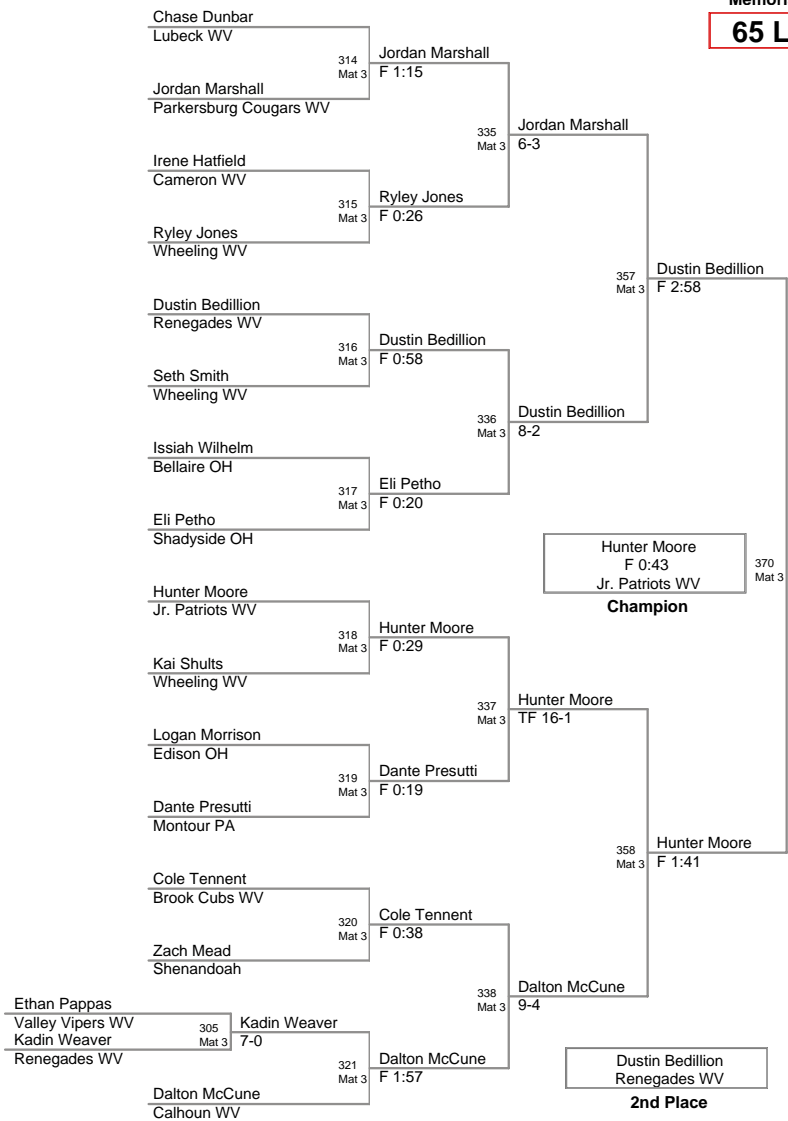 Memori
65 L
Chase Dunbar
Lubeck WV
314
Mat 3
Jordan Marshall
F 1:15
Jordan Marshall
Parkersburg Cougars WV
335
Mat 3
Jordan Marshall
6-3
Irene Hatfield
Cameron WV
315
Mat 3
Ryley Jones
F 0:26
Ryley Jones
Wheeling WV
357
Mat 3
Dustin Bedillion
F 2:58
Dustin Bedillion
Renegades WV
316
Mat 3
Dustin Bedillion
F 0:58
Seth Smith
Wheeling WV
336
Mat 3
Dustin Bedillion
8-2
Issiah Wilhelm
Bellaire OH
317
Mat 3
Eli Petho
F 0:20
Eli Petho
Shadyside OH
Hunter Moore
F 0:43
Jr. Patriots WV
Champion
370
Mat 3
Hunter Moore
Jr. Patriots WV
318
Mat 3
Hunter Moore
F 0:29
Kai Shults
Wheeling WV
337
Mat 3
Hunter Moore
TF 16-1
Logan Morrison
Edison OH
319
Mat 3
Dante Presutti
F 0:19
Dante Presutti
Montour PA
358
Mat 3
Hunter Moore
F 1:41
Cole Tennent
Brook Cubs WV
320
Mat 3
Cole Tennent
F 0:38
Zach Mead
Shenandoah
338
Mat 3
Dalton McCune
9-4
Ethan Pappas
Valley Vipers WV
305
Mat 3
Kadin Weaver
7-0
Kadin Weaver
Renegades WV
321
Mat 3
Dalton McCune
F 1:57
Dalton McCune
Calhoun WV
Dustin Bedillion
Renegades WV
2nd Place